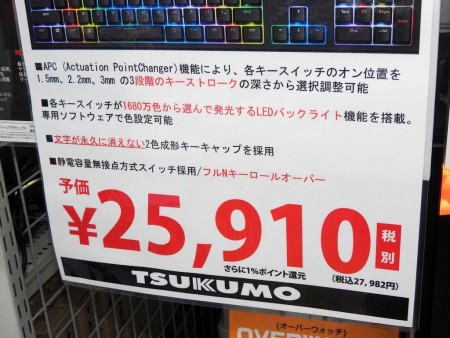 ■APC (Actuation PointChanger)機能により、各キースイッチのオン位置を
1.5mm、2.2mm、3mm の3段階のキーストロークの深さから選択調整可能
■各キースイッチが1680万色から選んで発光するLEDバックライト機能を搭載。
専用ソフトウェアで色設定可能
■文字が永久に消えない2色成形キーキャップを採用
■静電容量無接点方式スイッチ採用/フルNキーロールオーバー
予価
¥25,910 税別
さらに1%ポイント還元
(税込27,982円)
TSUKUMO
(オーバーウォッチ)